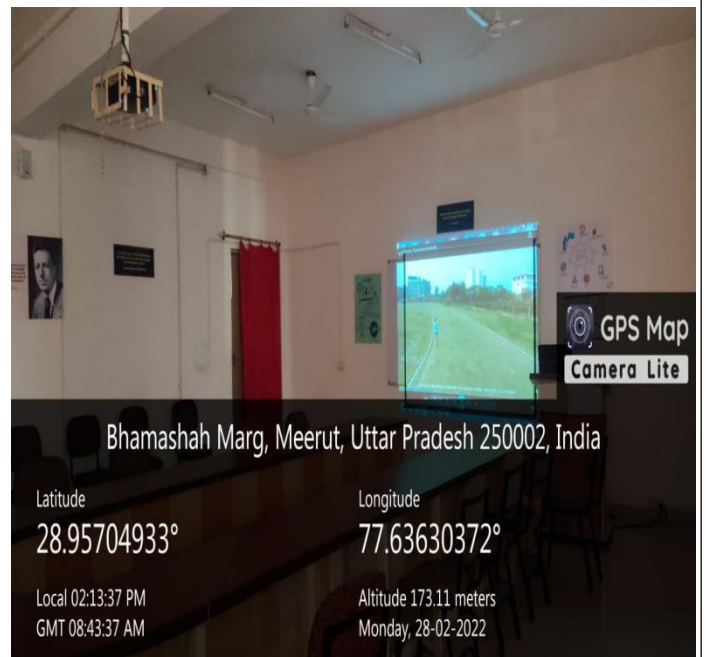 GPS Map
Camera Lite
Bhamashah Marg, Meerut, Uttar Pradesh 250002, India
Latitude
28.95704933°
Longitude
77.63630372°
Local 02:13:37 PM
GMT 08:43:37 AM
Altitude 173.11 meters
Monday, 28-02-2022